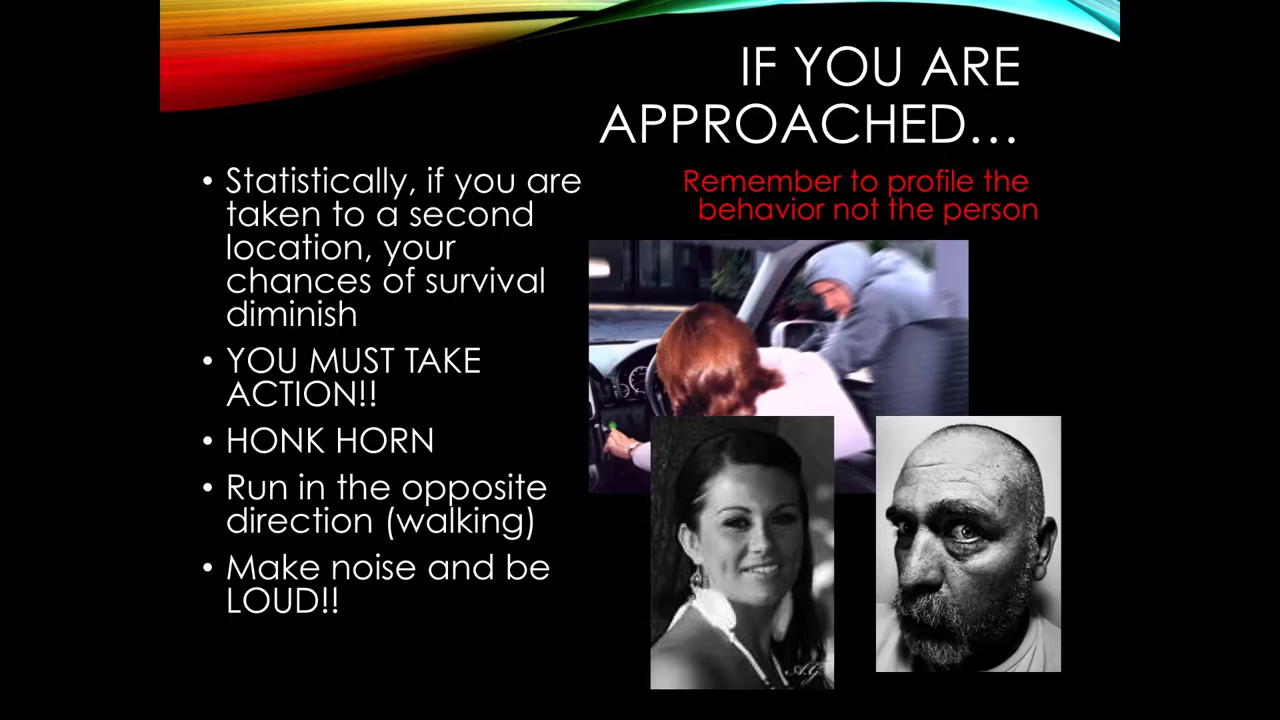 IF YOU ARE
APPROACHED…
• Statistically, if you are
taken to a second
location, your
chances of survival
diminish
• YOU MUST TAKE
ACTION!!
• HONK HORN
• Run in the opposite
direction (walking)
• Make noise and be
LOUD!!
Remember to profile the
behavior not the person